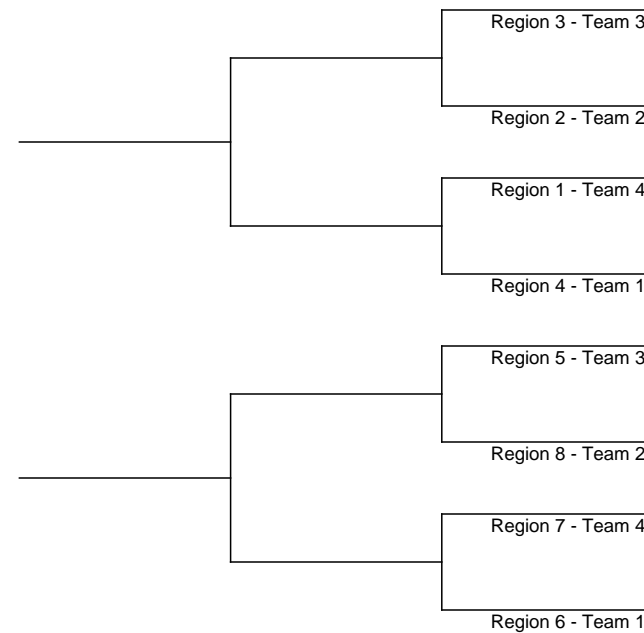 Region 3 - Team 3
Region 2 - Team 2
Region 1 - Team 4
Region 4 - Team 1
Region 5 - Team 3
Region 8 - Team 2
Region 7 - Team 4
Region 6 - Team 1